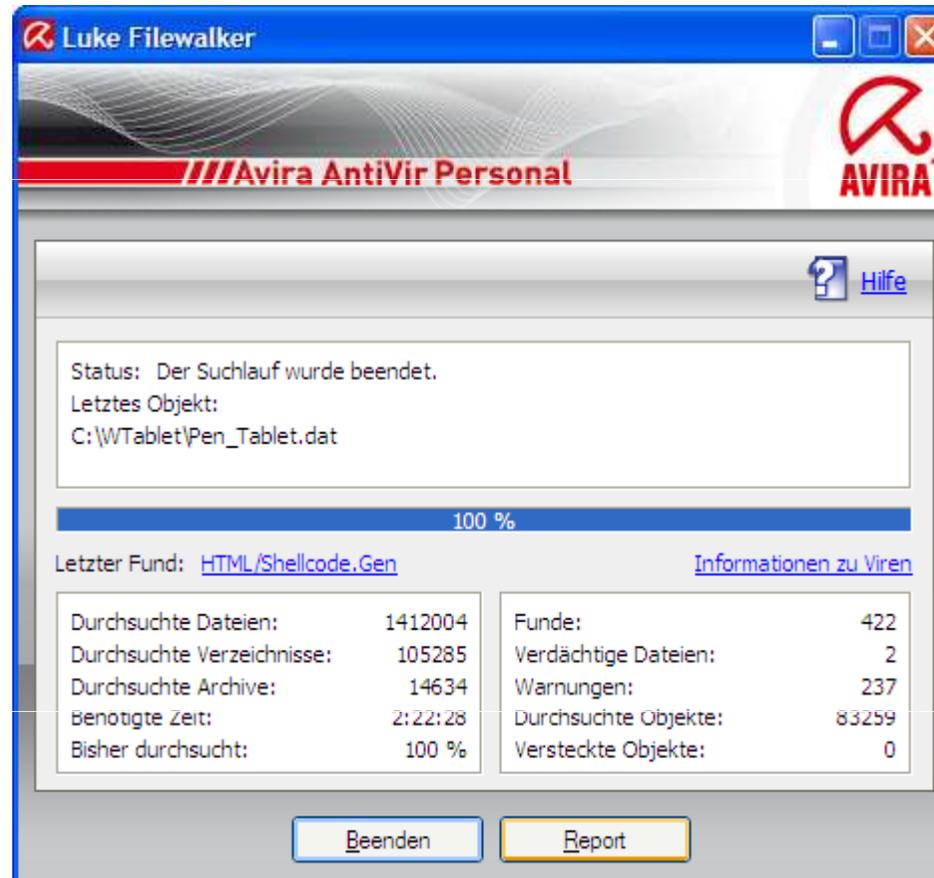 Luke Filewalker
Avira AntiVir Personal
AVIRA
Hilfe
Status: Der Suchlauf wurde beendet.
Letztes Objekt:
C:\WTablet\Pen_Tablet.dat
100 %
Letzter Fund: HTML/Shellcode.Gen
Informationen zu Viren
Durchsuchte Dateien: 1412004
Durchsuchte Verzeichnisse: 105285
Durchsuchte Archive: 14634
Benötigte Zeit: 2:22:28
Bisher durchsucht: 100 %
Funde: 422
Verdächtige Dateien: 2
Warnungen: 237
Durchsuchte Objekte: 83259
Versteckte Objekte: 0
Beenden
Report